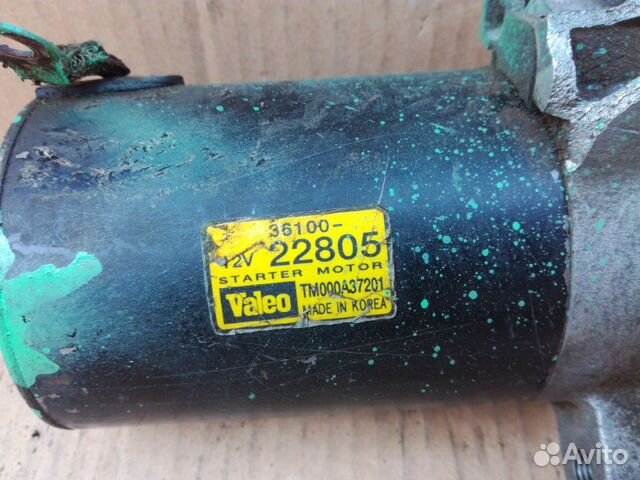 36100-
12V 22805
STARTER MOTOR
Valeo TM000A37201
MADE IN KOREA
Avito